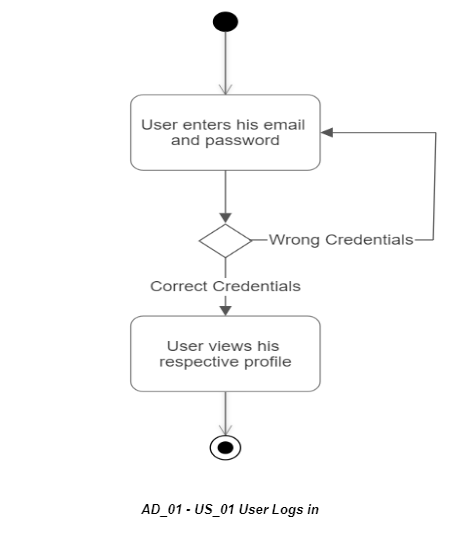 User enters his email
and password
Wrong Credentials
Correct Credentials
User views his
respective profile
AD_01 - US_01 User Logs in